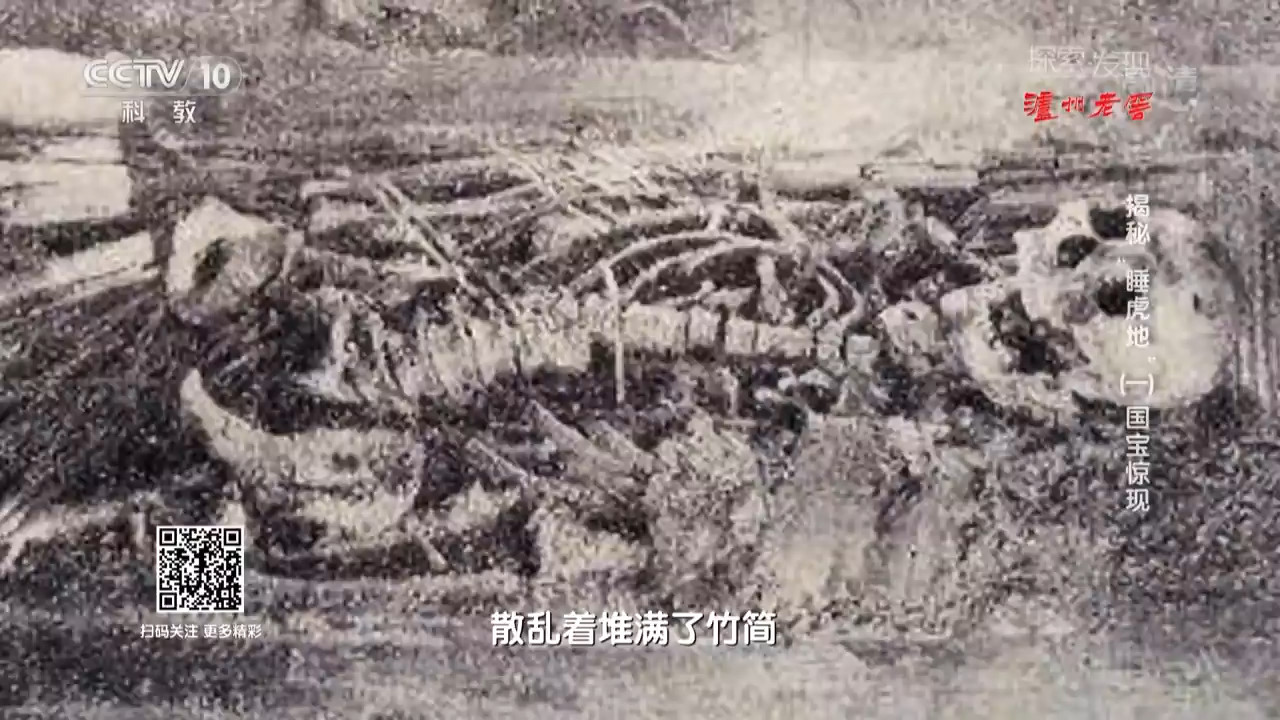 CCTV 10
科 教
探索·发现
清
泸州老窖
揭秘“睡虎地”(一)国宝惊现
扫码关注 更多精彩
散乱着堆满了竹简